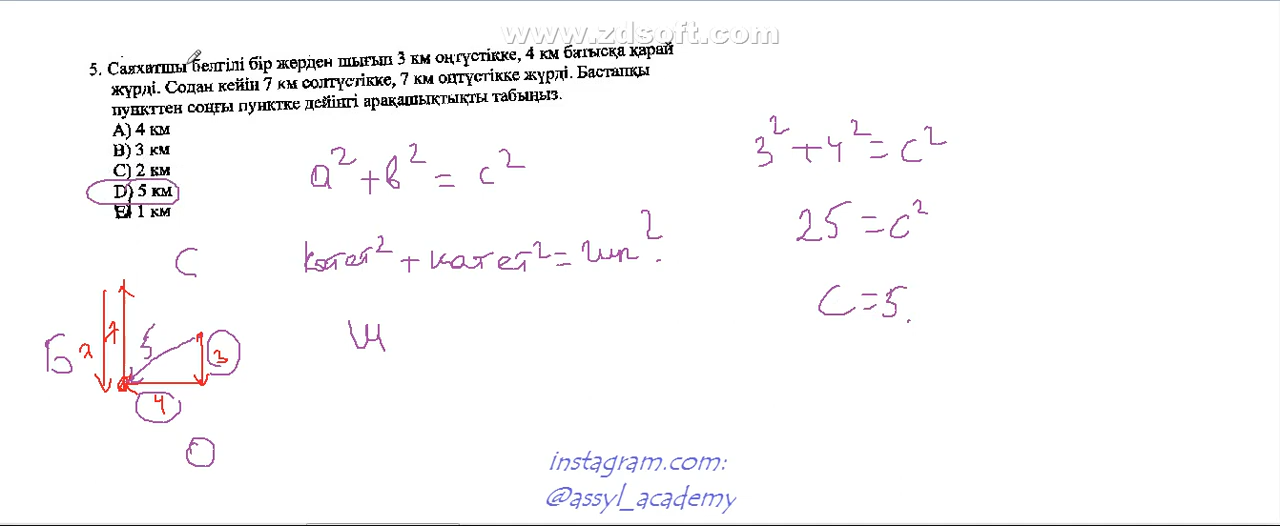 www.zdsoft.com
5. Саяхатшы белгілі бір жерден шығып 3 км оңтүстікке, 4 км батысқа қарай
жүрді. Содан кейін 7 км солтүстікке, 7 км оңтүстікке жүрді. Бастапқы
пункттен соңғы пунктке дейінгі арақашықтықты табыңыз.
A) 4 км
B) 3 км
C) 2 км
D) 5 км
E) 1 км
a² + b² = c²
катет² + катет² = гип².
3² + 4² = c²
25 = c²
c = 5.
С
Б
7
7
5
3
4
О
instagram.com:
@assyl_academy